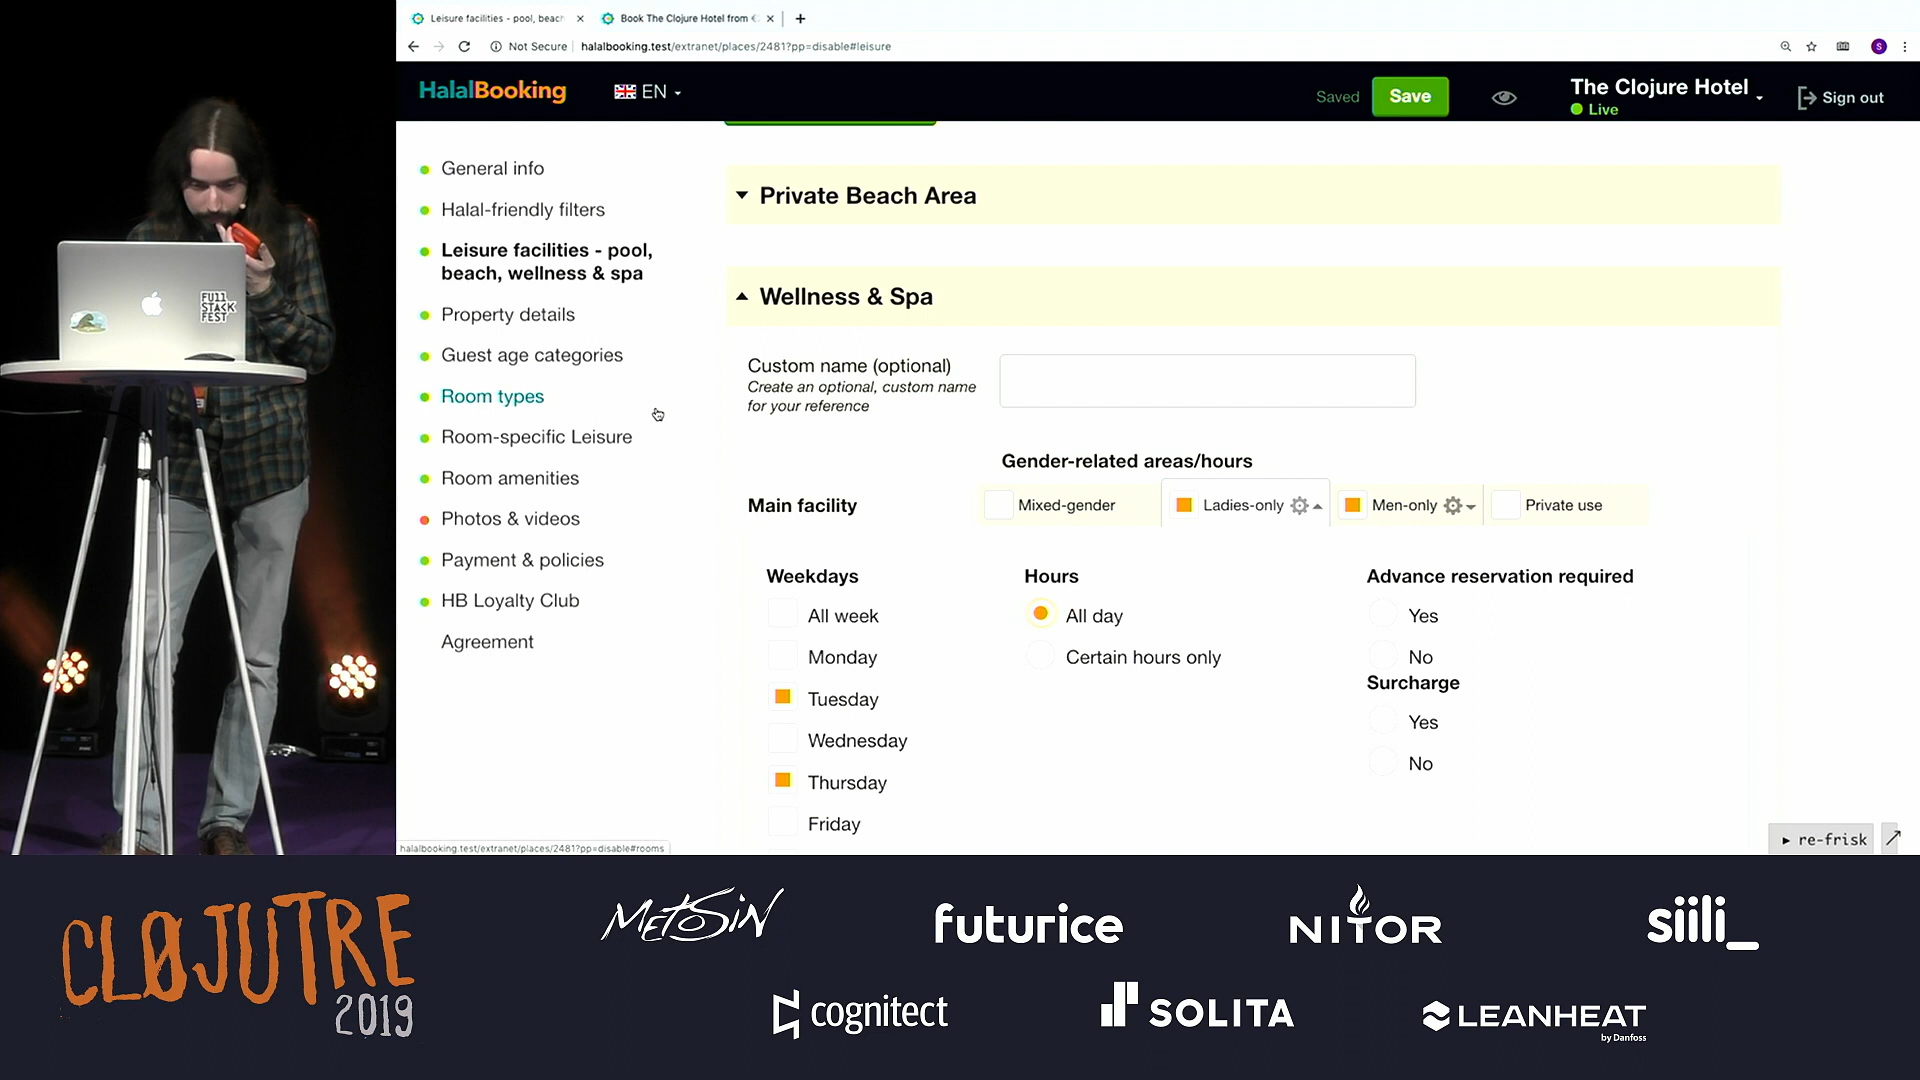 Leisure facilities - pool, beach
Book The Clojure Hotel from €
Not Secure
halalbooking.test/extranet/places/2481?pp=disable#leisure
S
HalalBooking
EN
Saved
Save
The Clojure Hotel
Live
Sign out
General info
Halal-friendly filters
Leisure facilities - pool,
beach, wellness & spa
Property details
Guest age categories
Room types
Room-specific Leisure
Room amenities
Photos & videos
Payment & policies
HB Loyalty Club
Agreement
Private Beach Area
Wellness & Spa
Custom name (optional)
Create an optional, custom name
for your reference
Gender-related areas/hours
Main facility
Mixed-gender
Ladies-only
Men-only
Private use
Weekdays
All week
Monday
Tuesday
Wednesday
Thursday
Friday
Hours
All day
Certain hours only
Advance reservation required
Yes
No
Surcharge
Yes
No
re-frisk
halalbooking.test/extranet/places/2481?pp=disable#rooms
FULL
STACK
FEST
CLØJUTRE
2019
METOSIN
futurice
NITOR
siili_
cognitect
SOLITA
LEANHEAT
by Danfoss